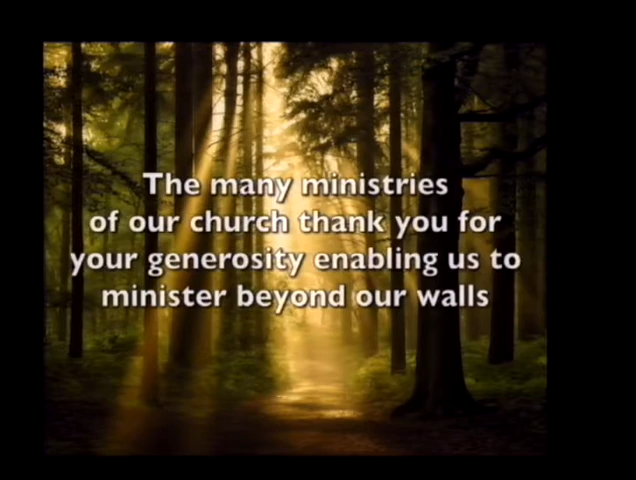 The many ministries
of our church thank you for
your generosity enabling us to
minister beyond our walls